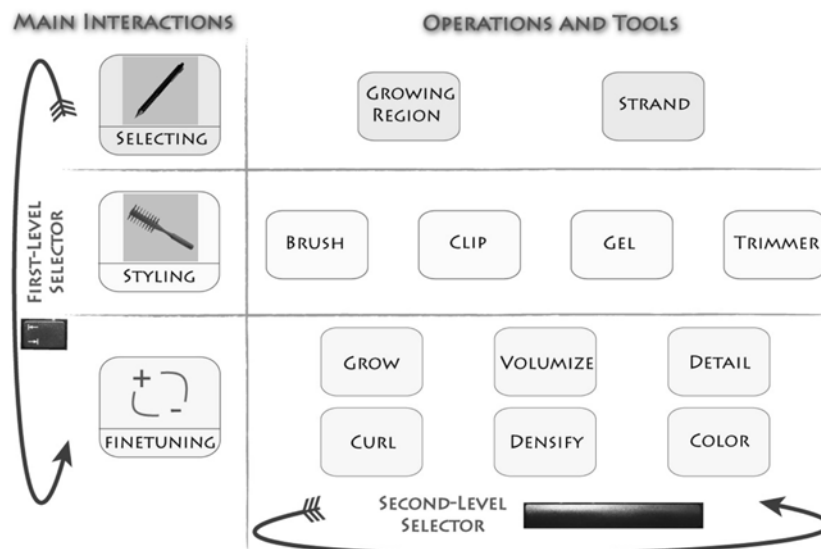 MAIN INTERACTIONS
OPERATIONS AND TOOLS
SELECTING
GROWING
REGION
STRAND
FIRST-LEVEL
SELECTOR
STYLING
BRUSH
CLIP
GEL
TRIMMER
FINETUNING
GROW
VOLUMIZE
DETAIL
CURL
DENSIFY
COLOR
SECOND-LEVEL
SELECTOR